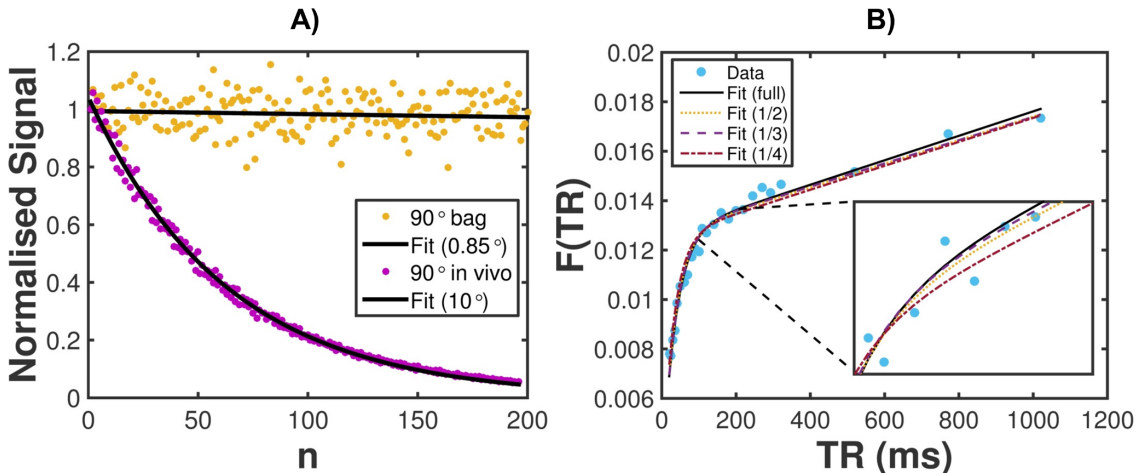 A)
Normalised Signal
1.2
1
0.8
0.6
0.4
0.2
0
0
50
100
150
200
n
90° bag
Fit (0.85°)
90° in vivo
Fit (10°)
B)
F(TR)
0.02
0.018
0.016
0.014
0.012
0.01
0.008
0.006
0
200
400
600
800
1000
1200
TR (ms)
Data
Fit (full)
Fit (1/2)
Fit (1/3)
Fit (1/4)